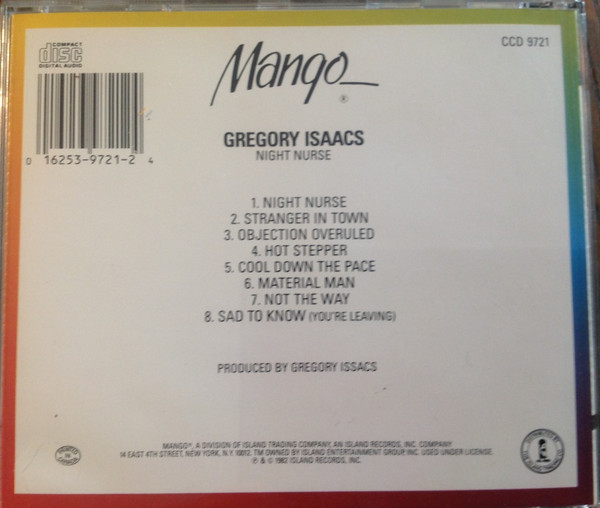 COMPACT
disc
DIGITAL AUDIO
Mango
®
CCD 9721
0 16253-9721-2 4
GREGORY ISAACS
NIGHT NURSE
1. NIGHT NURSE
2. STRANGER IN TOWN
3. OBJECTION OVERULED
4. HOT STEPPER
5. COOL DOWN THE PACE
6. MATERIAL MAN
7. NOT THE WAY
8. SAD TO KNOW (YOU'RE LEAVING)
PRODUCED BY GREGORY ISSACS
MANGO®, A DIVISION OF ISLAND TRADING COMPANY, AN ISLAND RECORDS, INC. COMPANY
14 EAST 4TH STREET, NEW YORK, N.Y. 10012. TM OWNED BY ISLAND ENTERTAINMENT GROUP, INC. USED UNDER LICENSE.
℗ & © 1982 ISLAND RECORDS, INC.